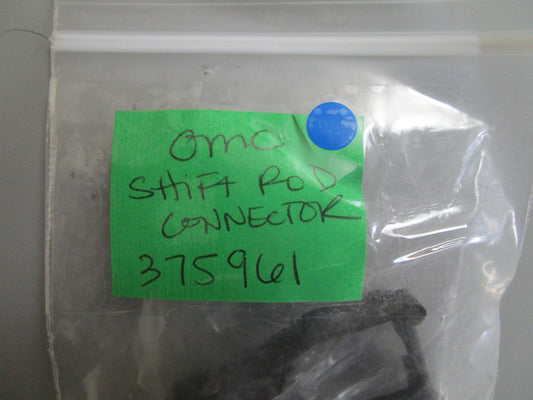 OMC
SHIFT ROD
CONNECTOR
375961